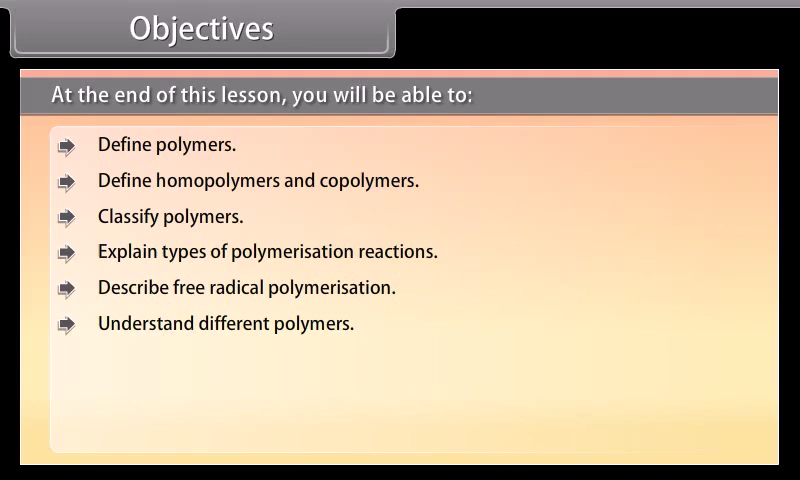 Objectives
At the end of this lesson, you will be able to:
Define polymers.
Define homopolymers and copolymers.
Classify polymers.
Explain types of polymerisation reactions.
Describe free radical polymerisation.
Understand different polymers.